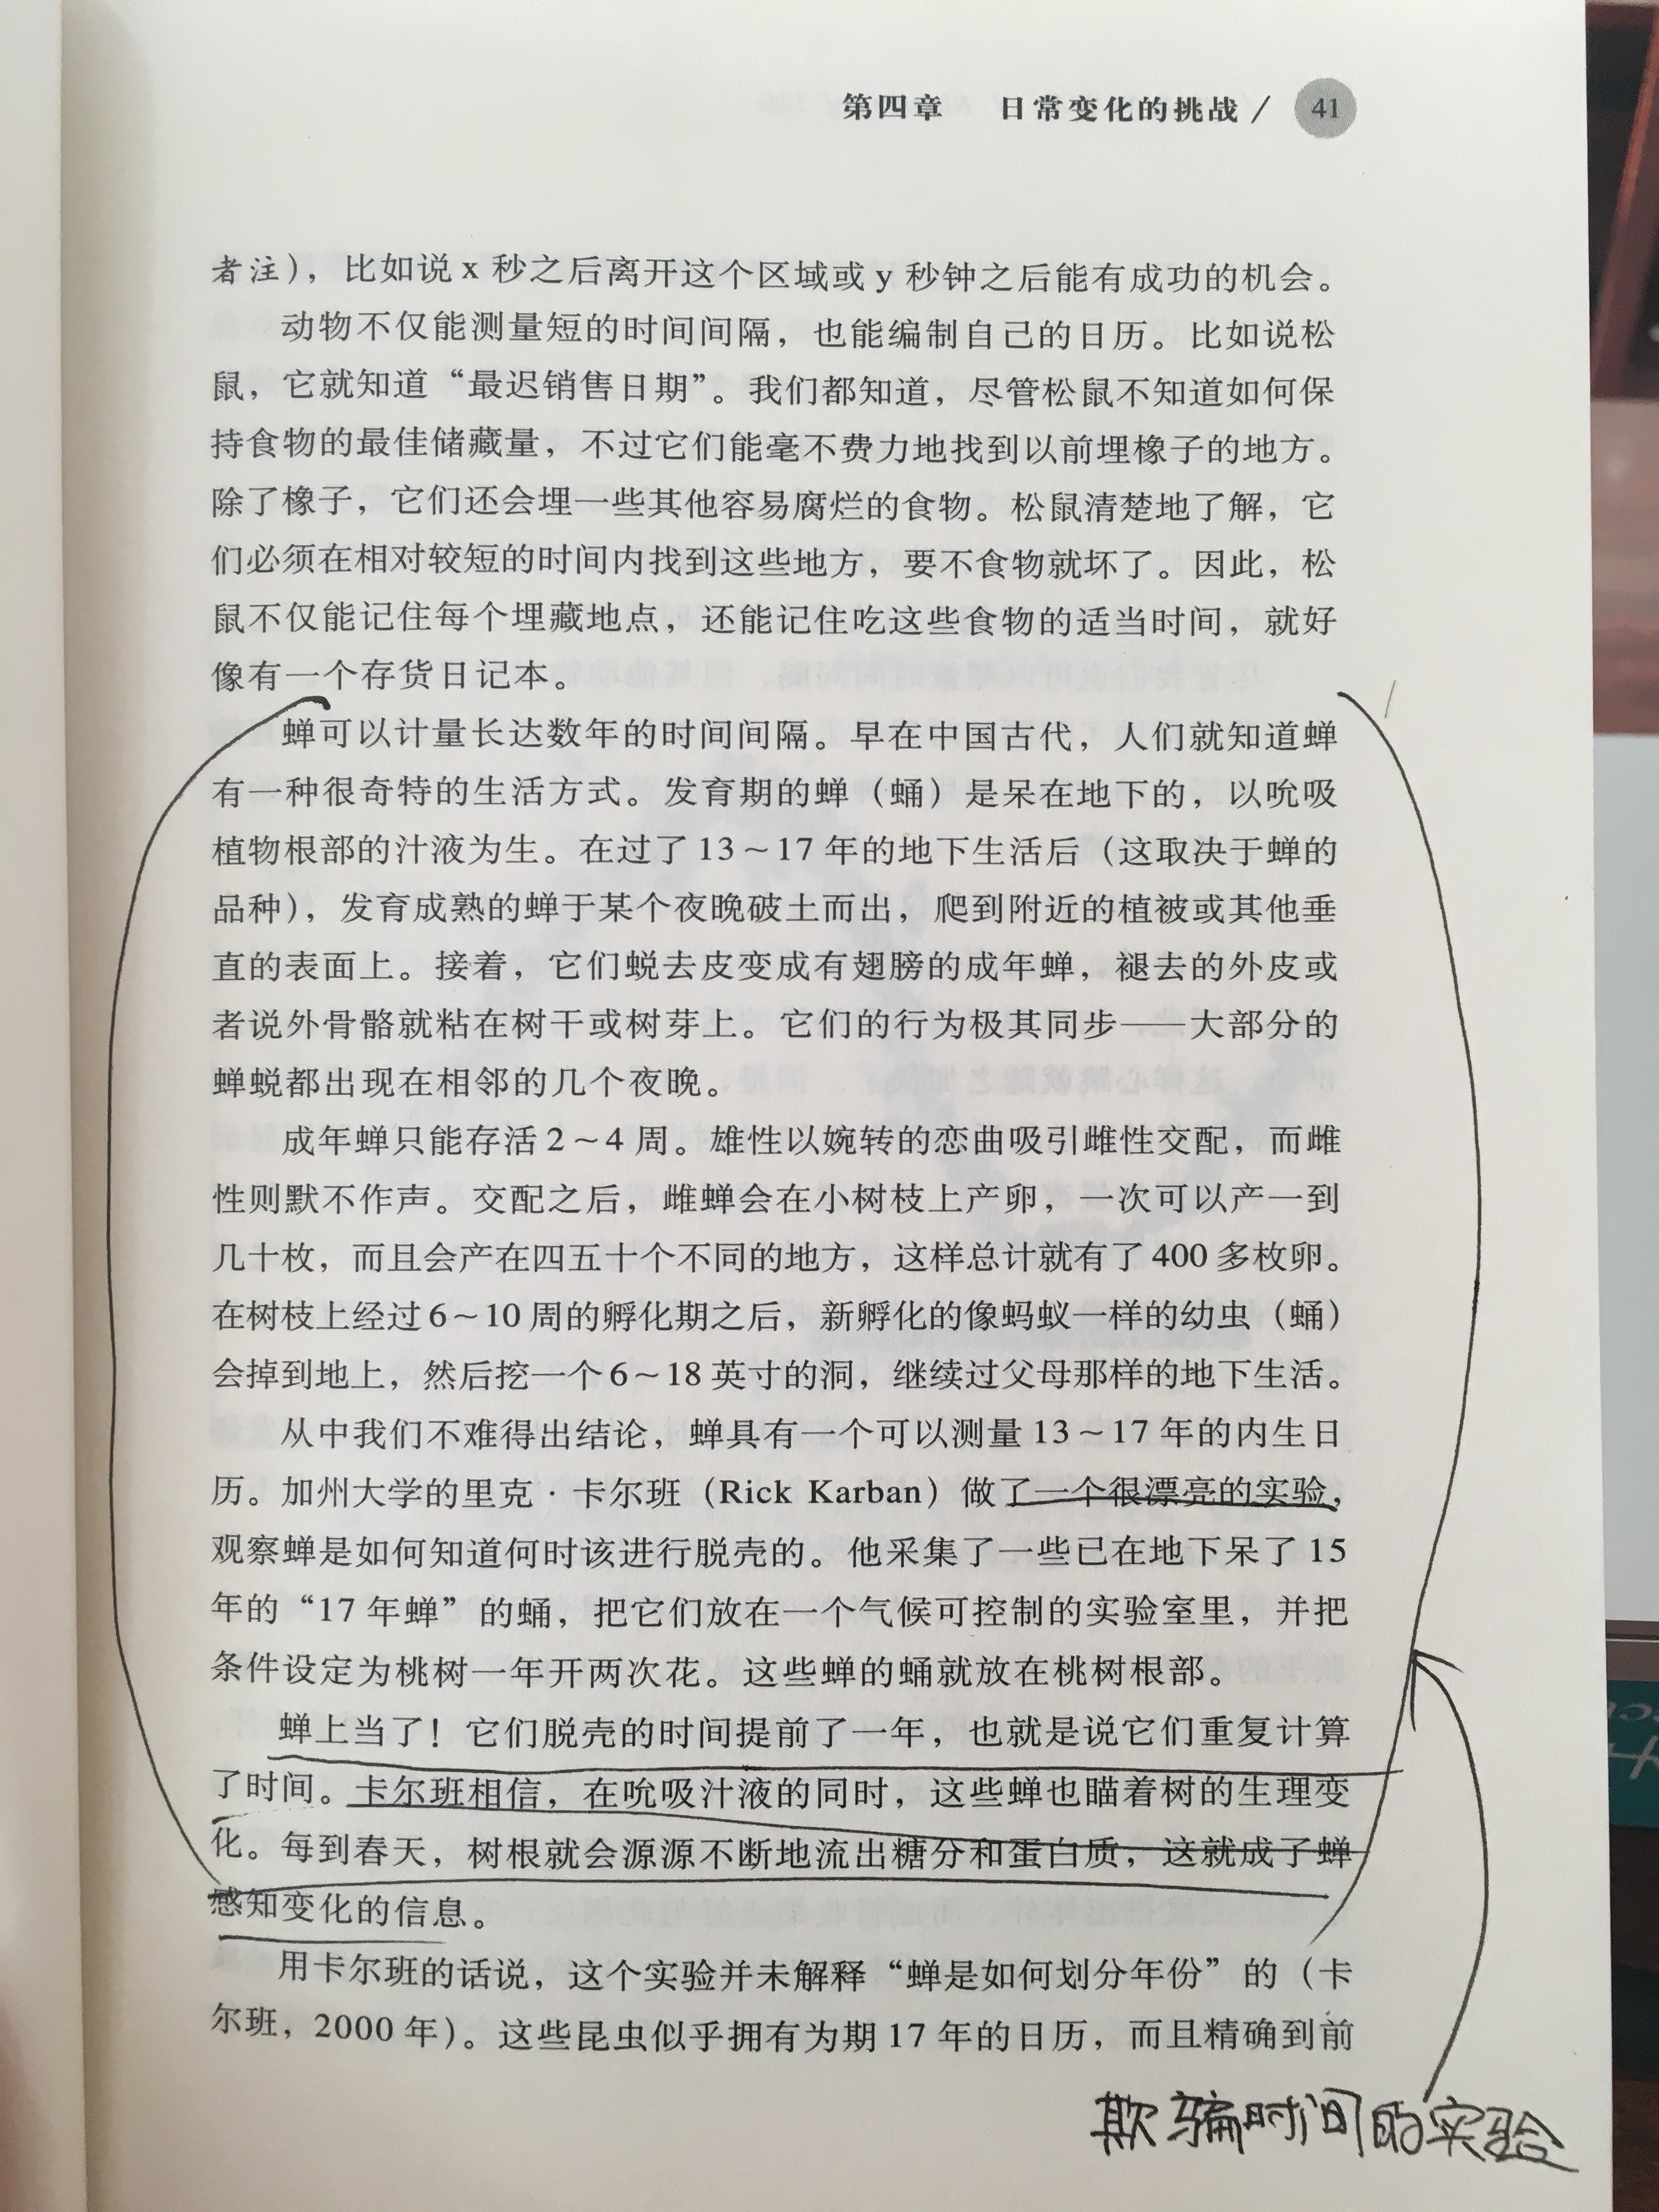 第四章 日常变化的挑战 / 41
者注），比如说 x 秒之后离开这个区域或 y 秒钟之后能有成功的机会。
动物不仅能测量短的时间间隔，也能编制自己的日历。比如说松
鼠，它就知道“最迟销售日期”。我们都知道，尽管松鼠不知道如何保
持食物的最佳储藏量，不过它们能毫不费力地找到以前埋橡子的地方。
除了橡子，它们还会埋一些其他容易腐烂的食物。松鼠清楚地了解，它
们必须在相对较短的时间内找到这些地方，要不食物就坏了。因此，松
鼠不仅能记住每个埋藏地点，还能记住吃这些食物的适当时间，就好
像有一个存货日记本。
蝉可以计量长达数年的时间间隔。早在中国古代，人们就知道蝉
有一种很奇特的生活方式。发育期的蝉（蛹）是呆在地下的，以吮吸
植物根部的汁液为生。在过了 13～17 年的地下生活后（这取决于蝉的
品种），发育成熟的蝉于某个夜晚破土而出，爬到附近的植被或其他垂
直的表面上。接着，它们蜕去皮变成有翅膀的成年蝉，褪去的外皮或
者说外骨骼就粘在树干或树芽上。它们的行为极其同步——大部分的
蝉蜕都出现在相邻的几个夜晚。
成年蝉只能存活 2～4 周。雄性以婉转的恋曲吸引雌性交配，而雌
性则默不作声。交配之后，雌蝉会在小树枝上产卵，一次可以产一到
几十枚，而且会产在四五十个不同的地方，这样总计就有了 400 多枚卵。
在树枝上经过 6～10 周的孵化期之后，新孵化的像蚂蚁一样的幼虫（蛹）
会掉到地上，然后挖一个 6～18 英寸的洞，继续过父母那样的地下生活。
从中我们不难得出结论，蝉具有一个可以测量 13～17 年的内生日
历。加州大学的里克·卡尔班（Rick Karban）做了一个很漂亮的实验，
观察蝉是如何知道何时该进行脱壳的。他采集了一些已在地下呆了 15
年的“17 年蝉”的蛹，把它们放在一个气候可控制的实验室里，并把
条件设定为桃树一年开两次花。这些蝉的蛹就放在桃树根部。
蝉上当了！它们脱壳的时间提前了一年，也就是说它们重复计算
了时间。卡尔班相信，在吮吸汁液的同时，这些蝉也瞄着树的生理变
化。每到春天，树根就会源源不断地流出糖分和蛋白质，这就成了蝉
感知变化的信息。
用卡尔班的话说，这个实验并未解释“蝉是如何划分年份”的（卡
尔班，2000 年）。这些昆虫似乎拥有为期 17 年的日历，而且精确到前
欺骗时间的实验